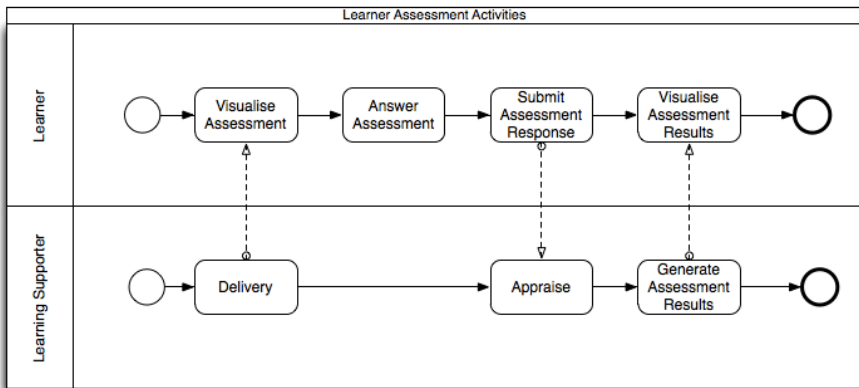 Learner Assessment Activities
Learner
Visualise
Assessment
Answer
Assessment
Submit
Assessment
Response
Visualise
Assessment
Results
Learning Supporter
Delivery
Appraise
Generate
Assessment
Results